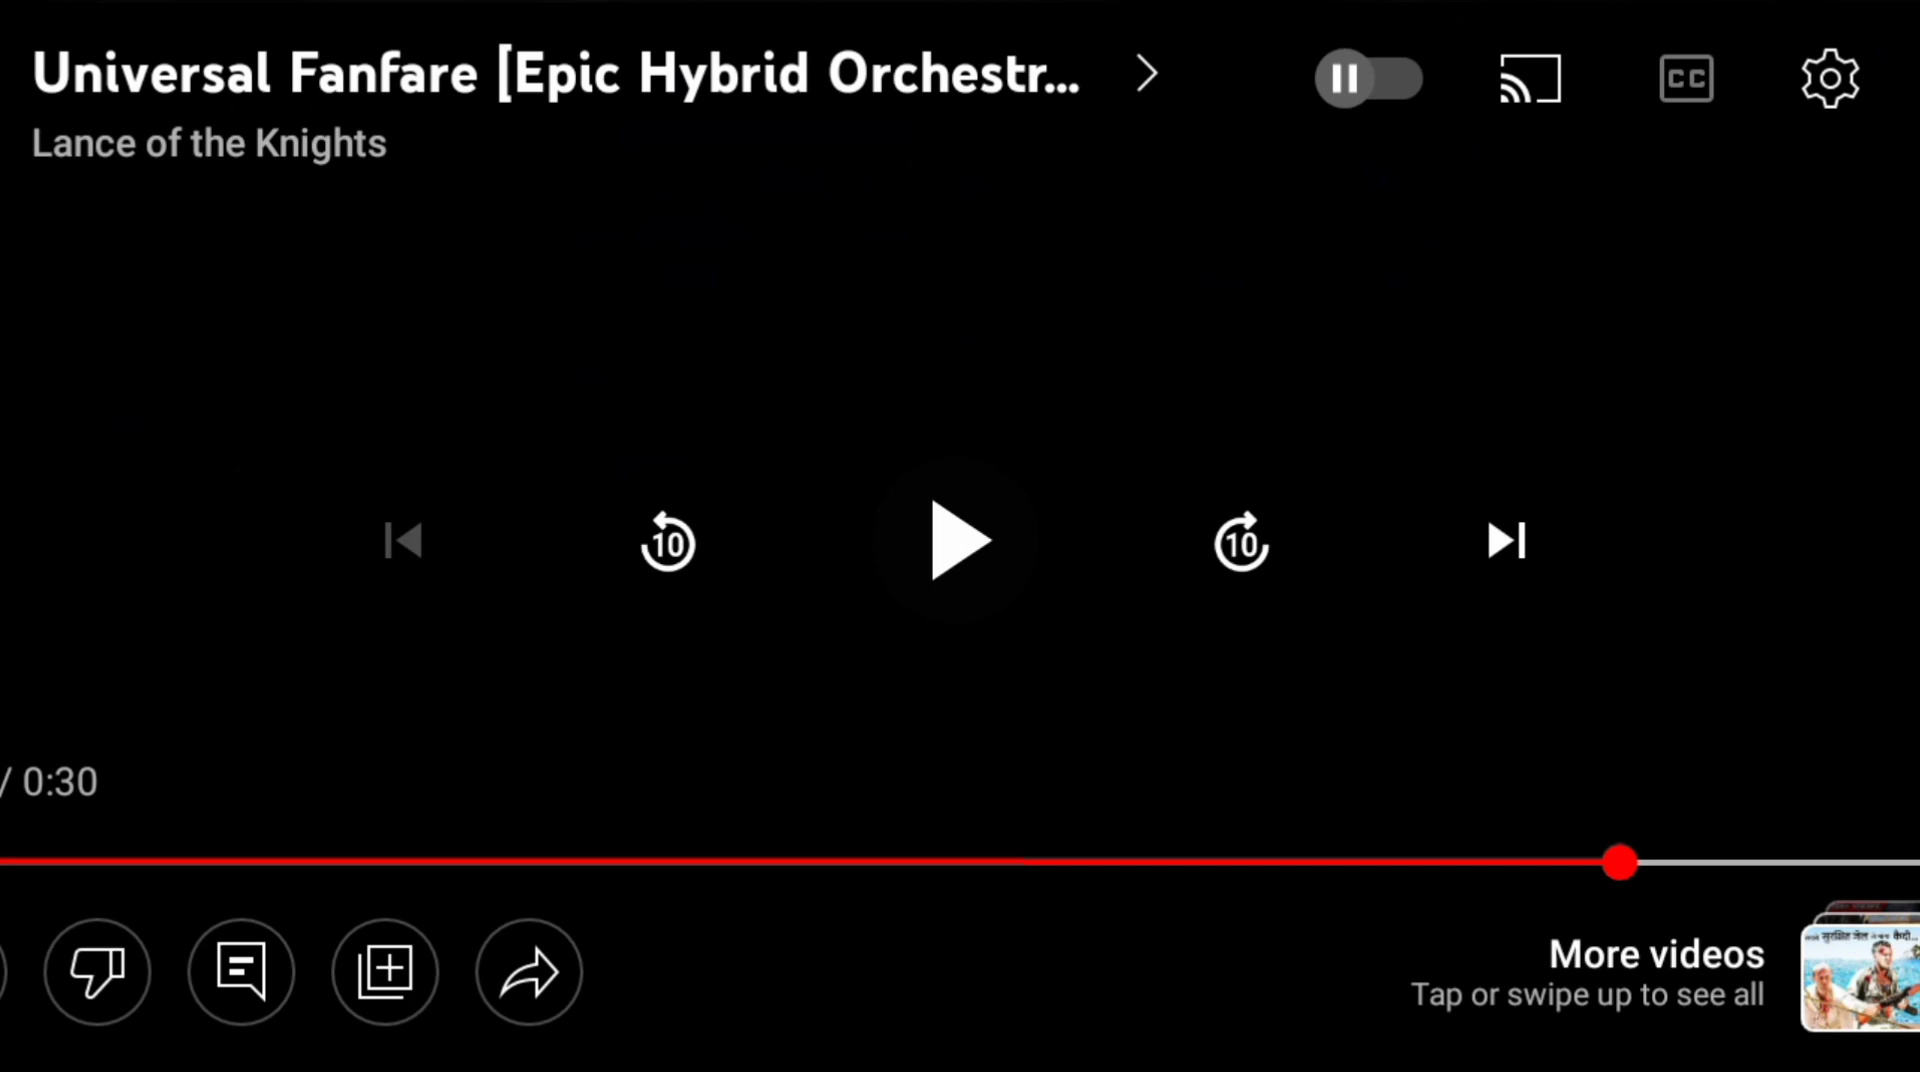 Universal Fanfare [Epic Hybrid Orchestr...
Lance of the Knights
CC
10
10
/ 0:30
More videos
Tap or swipe up to see all
सुरक्षित जेल
कैदी...